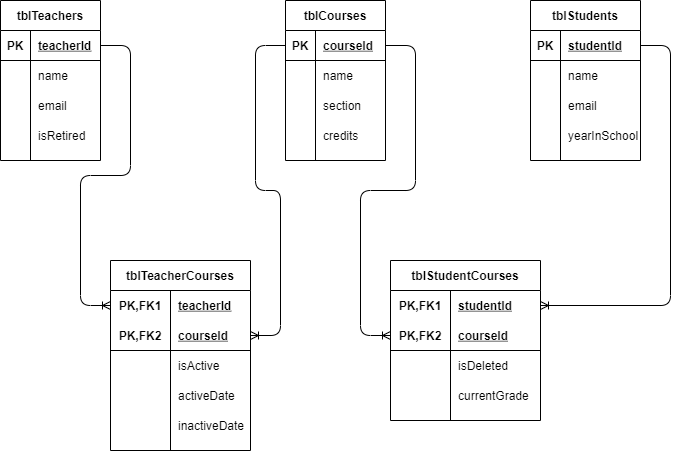 tblTeachers
PK teacherId
name
email
isRetired
tblCourses
PK courseId
name
section
credits
tblStudents
PK studentId
name
email
yearInSchool
tblTeacherCourses
PK,FK1 teacherId
PK,FK2 courseId
isActive
activeDate
inactiveDate
tblStudentCourses
PK,FK1 studentId
PK,FK2 courseId
isDeleted
currentGrade